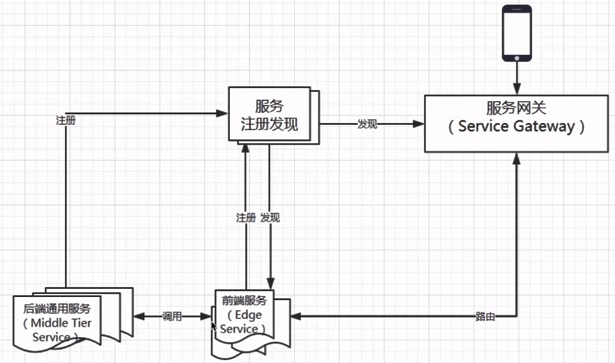 服务
注册发现
服务网关
（Service Gateway）
注册
发现
注册
发现
后端通用服务
（Middle Tier
Service）
调用
前端服务
（Edge
Service）
路由